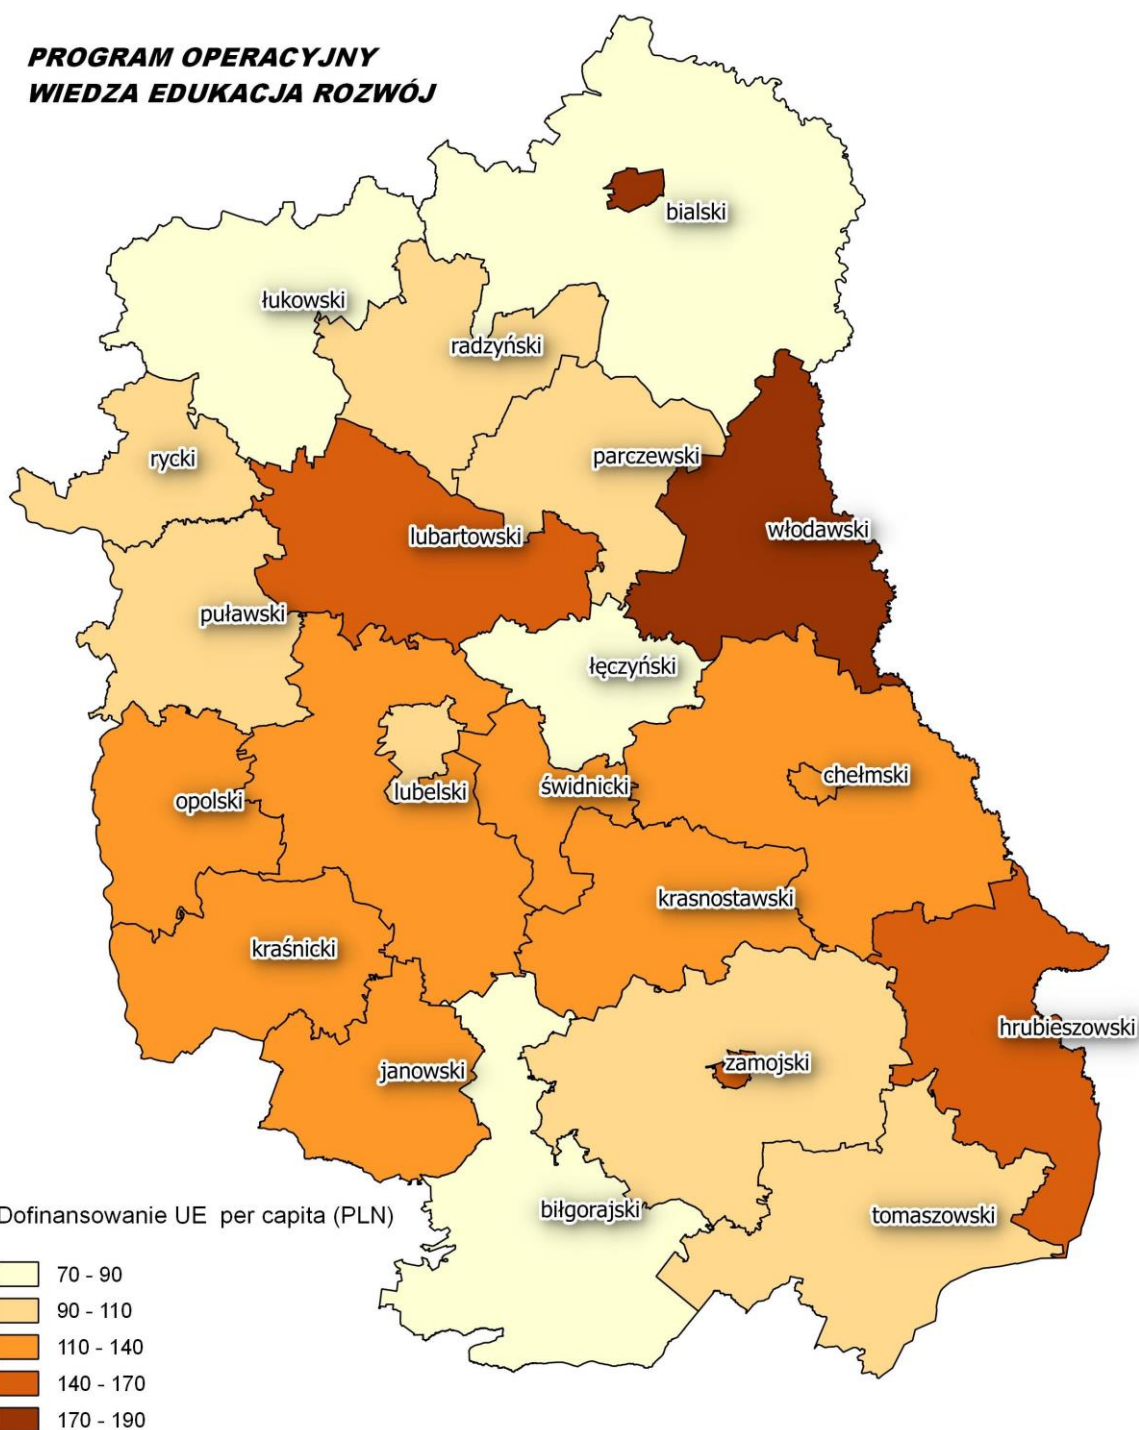 PROGRAM OPERACYJNY
WIEDZA EDUKACJA ROZWÓJ
bialski
łukowski
radzyński
rycki
parczewski
włodawski
lubartowski
puławski
łęczyński
chełmski
świdnicki
lubelski
opolski
krasnostawski
kraśnicki
hrubieszowski
zamojski
janowski
biłgorajski
tomaszowski
Dofinansowanie UE per capita (PLN)
70 - 90
90 - 110
110 - 140
140 - 170
170 - 190